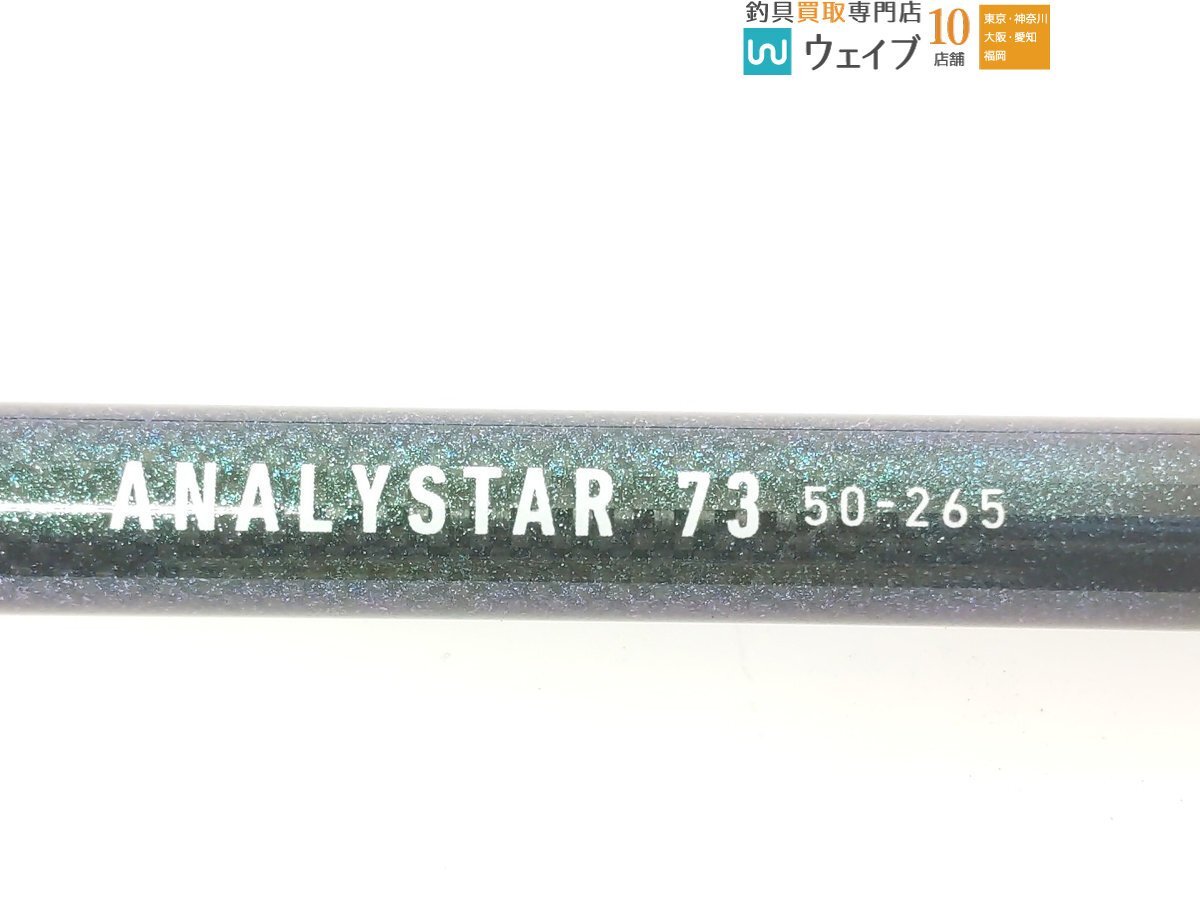 釣具買取専門店
ウェイブ
10
店舗
東京・神奈川
大阪・愛知
福岡
ANALYSTAR 73 50-265